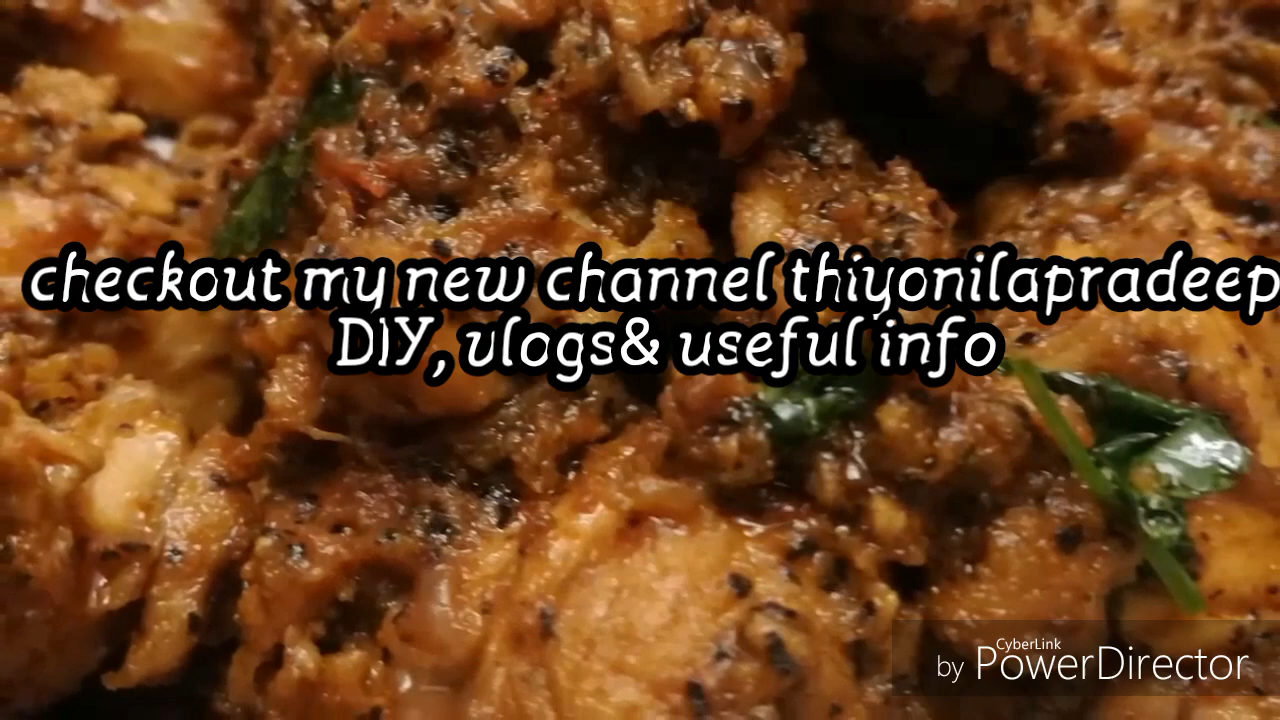 checkout my new channel thiyonilapradeep
DIY, vlogs& useful info
CyberLink
by PowerDirector